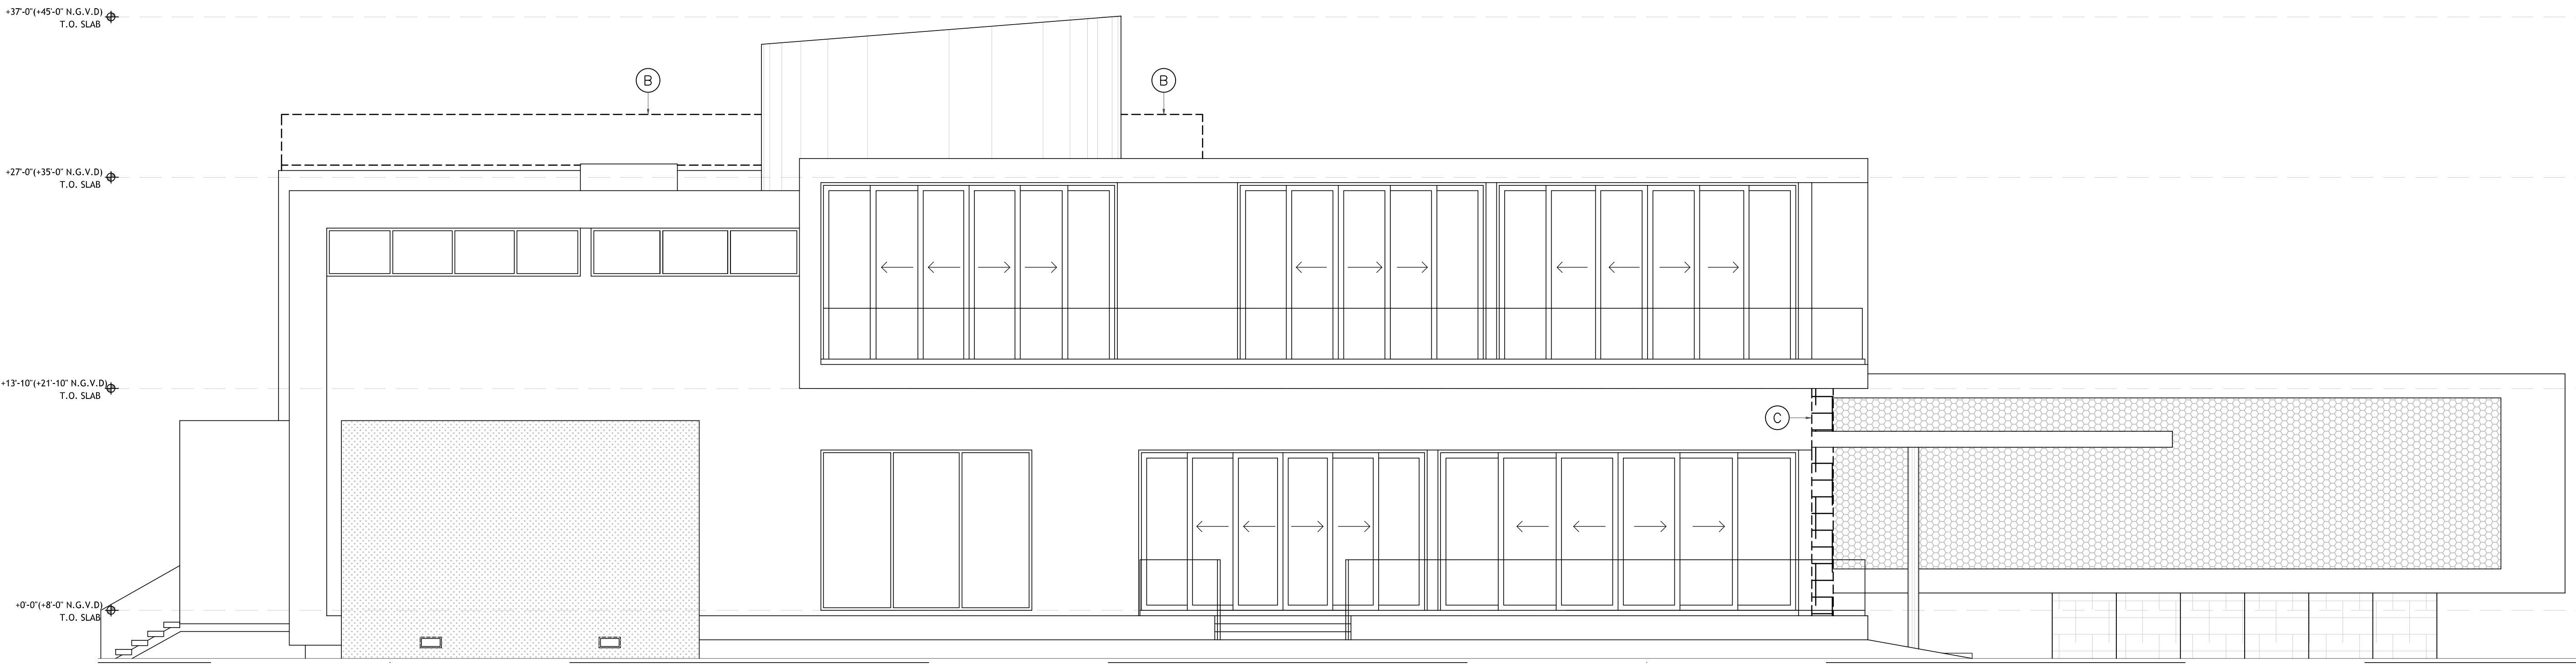 +37'-0"(+45'-0" N.G.V.D)
T.O. SLAB
B
B
+27'-0"(+35'-0" N.G.V.D)
T.O. SLAB
+13'-10"(+21'-10" N.G.V.D)
T.O. SLAB
C
+0'-0"(+8'-0" N.G.V.D)
T.O. SLAB